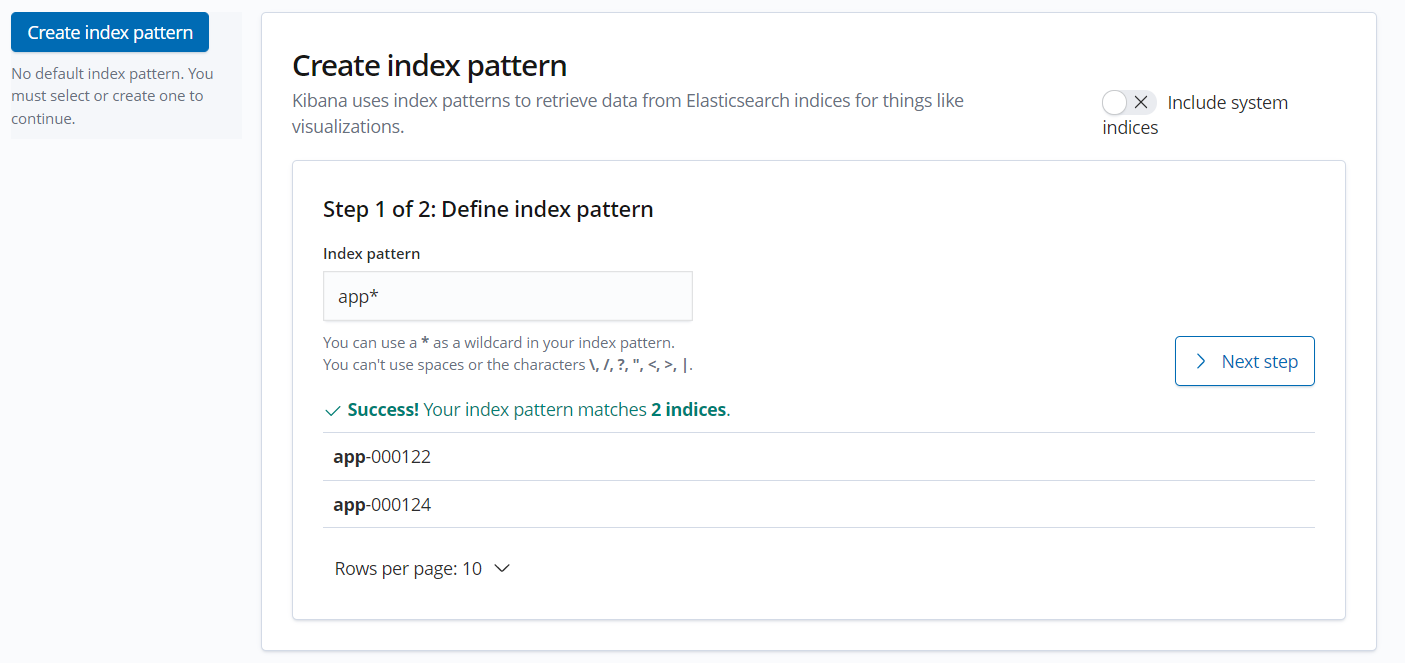 Create index pattern
No default index pattern. You
must select or create one to
continue.
Create index pattern
Kibana uses index patterns to retrieve data from Elasticsearch indices for things like
visualizations.
Include system
indices
Step 1 of 2: Define index pattern
Index pattern
app*
You can use a * as a wildcard in your index pattern.
You can't use spaces or the characters \, /, ?, ", <, >, |.
Next step
Success! Your index pattern matches 2 indices.
app-000122
app-000124
Rows per page: 10